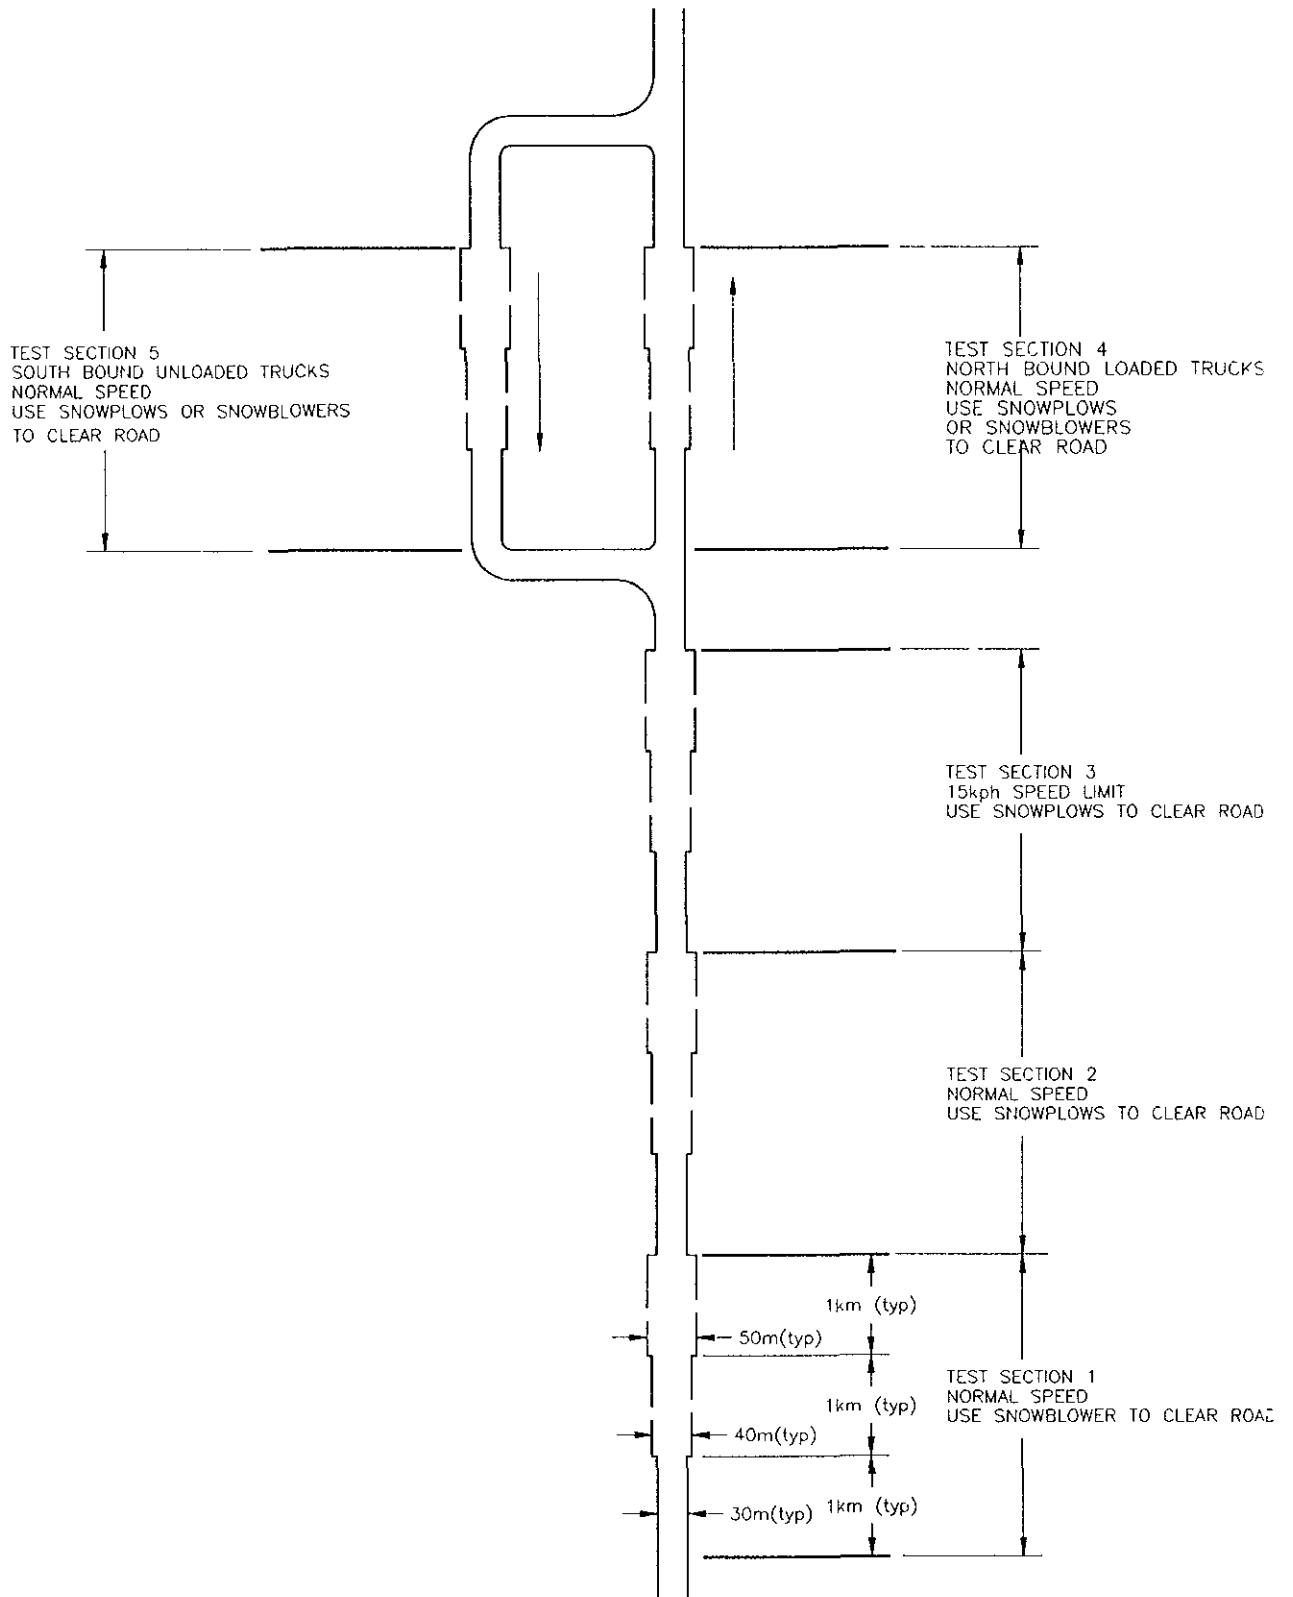 TEST SECTION 5
SOUTH BOUND UNLOADED TRUCKS
NORMAL SPEED
USE SNOWPLOWS OR SNOWBLOWERS
TO CLEAR ROAD
TEST SECTION 4
NORTH BOUND LOADED TRUCKS
NORMAL SPEED
USE SNOWPLOWS
OR SNOWBLOWERS
TO CLEAR ROAD
TEST SECTION 3
15kph SPEED LIMIT
USE SNOWPLOWS TO CLEAR ROAD
TEST SECTION 2
NORMAL SPEED
USE SNOWPLOWS TO CLEAR ROAD
1km (typ)
50m(typ)
TEST SECTION 1
NORMAL SPEED
USE SNOWBLOWER TO CLEAR ROAD
1km (typ)
40m(typ)
30m(typ)
1km (typ)